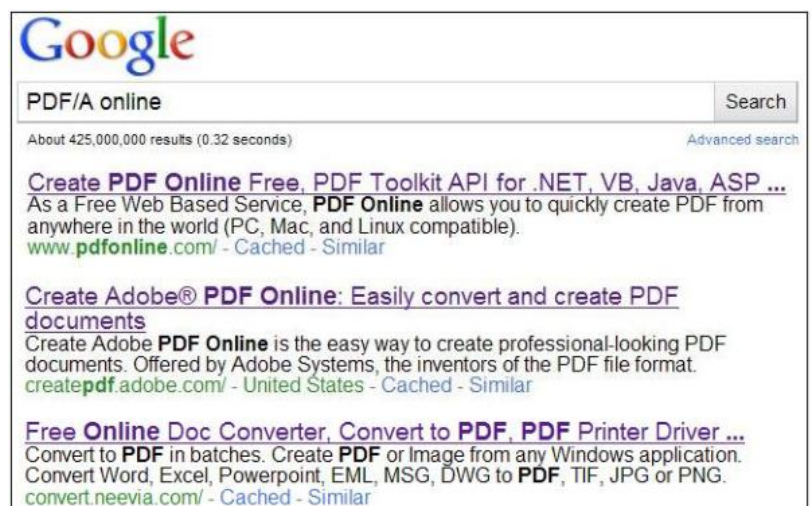 Google
PDF/A online Search
About 425,000,000 results (0.32 seconds) Advanced search
Create PDF Online Free, PDF Toolkit API for .NET, VB, Java, ASP ...
As a Free Web Based Service, PDF Online allows you to quickly create PDF from
anywhere in the world (PC, Mac, and Linux compatible).
www.pdfonline.com/ - Cached - Similar
Create Adobe® PDF Online: Easily convert and create PDF
documents
Create Adobe PDF Online is the easy way to create professional-looking PDF
documents. Offered by Adobe Systems, the inventors of the PDF file format.
createpdf.adobe.com/ - United States - Cached - Similar
Free Online Doc Converter, Convert to PDF, PDF Printer Driver ...
Convert to PDF in batches. Create PDF or Image from any Windows application.
Convert Word, Excel, Powerpoint, EML, MSG, DWG to PDF, TIF, JPG or PNG.
convert.neevia.com/ - Cached - Similar